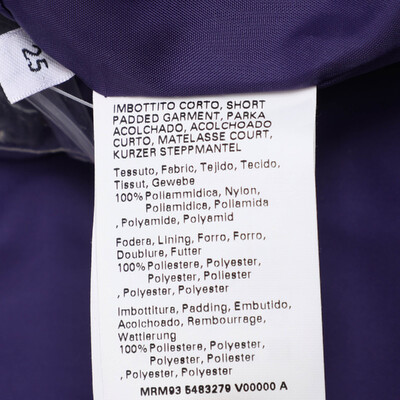 25
IMBOTTITO CORTO, SHORT
PADDED GARMENT, PARKA
ACOLCHADO, ACOLCHOADO
CURTO, MATELASSE COURT,
KURZER STEPPMANTEL
Tessuto, Fabric, Tejido, Tecido,
Tissut, Gewebe
100% Poliammidica, Nylon,
Poliamidica, Poliamida
, Polyamide, Polyamid
Fodera, Lining, Forro, Forro,
Doublure, Futter
100% Poliestere, Polyester,
Polyester, Poliester
, Polyester, Polyester
Imbottitura, Padding, Embutido,
Acolchoado, Rembourrage,
Wattierung
100% Poliestere, Polyester,
Polyester, Poliester
, Polyester, Polyester
MRM93 5483279 V00000 A